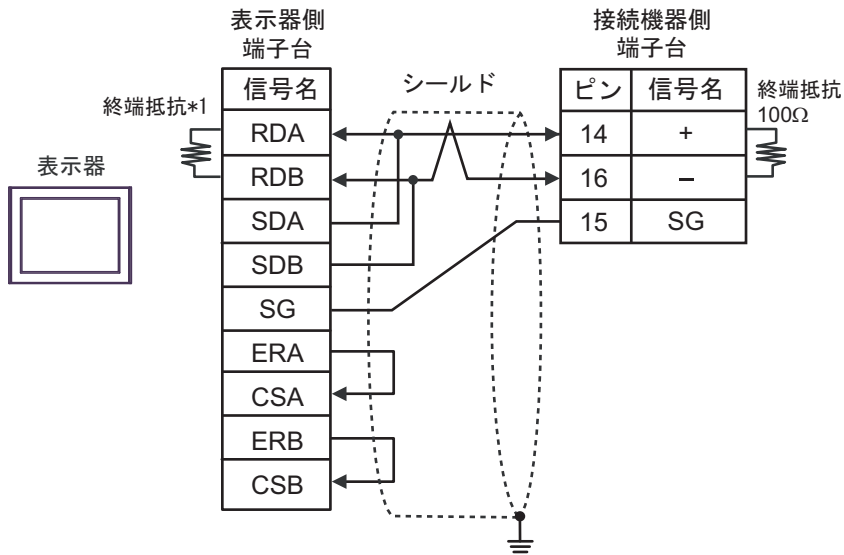 表示器側
端子台
接続機器側
端子台
信号名
シールド
ピン
信号名
終端抵抗
100Ω
終端抵抗*1
RDA
14
+
表示器
RDB
16
−
SDA
15
SG
SDB
SG
ERA
CSA
ERB
CSB